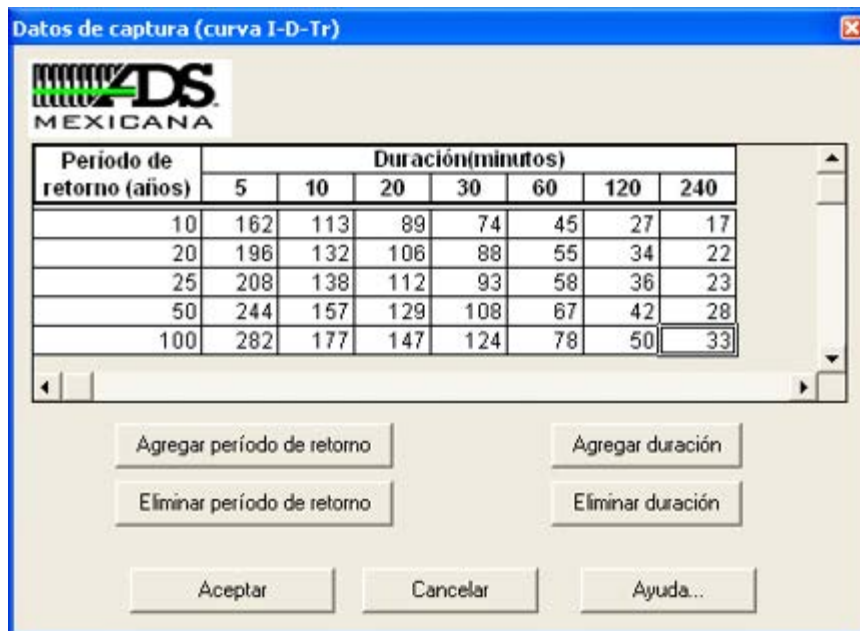 Datos de captura (curva I-D-Tr)
ADS
MEXICANA
Período de retorno (años) Duración(minutos)
5 10 20 30 60 120 240
10 162 113 89 74 45 27 17
20 196 132 106 88 55 34 22
25 208 138 112 93 58 36 23
50 244 157 129 108 67 42 28
100 282 177 147 124 78 50 33
Agregar período de retorno Agregar duración
Eliminar período de retorno Eliminar duración
Aceptar Cancelar Ayuda...